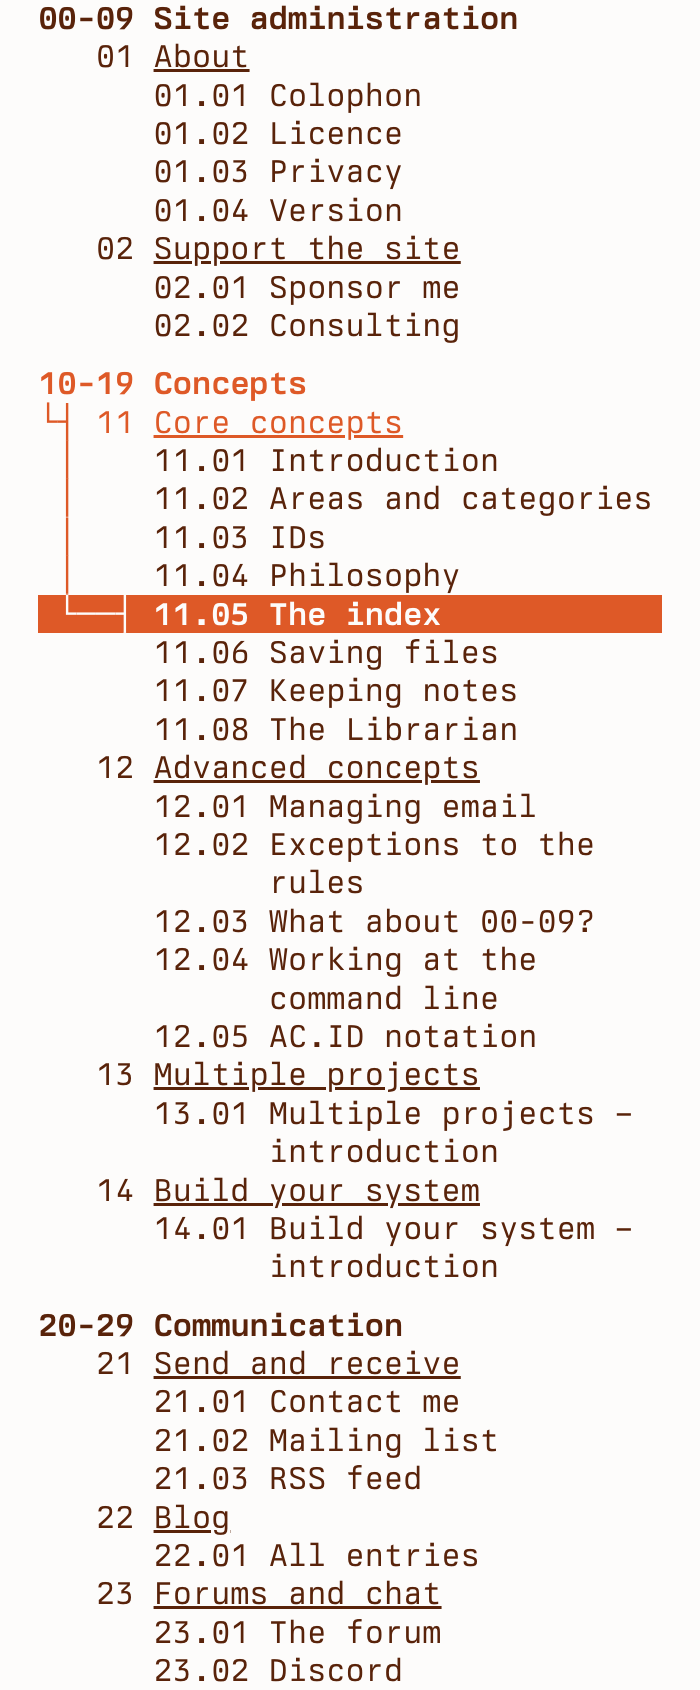 00-09 Site administration
01 About
01.01 Colophon
01.02 Licence
01.03 Privacy
01.04 Version
02 Support the site
02.01 Sponsor me
02.02 Consulting
10-19 Concepts
11 Core concepts
11.01 Introduction
11.02 Areas and categories
11.03 IDs
11.04 Philosophy
11.05 The index
11.06 Saving files
11.07 Keeping notes
11.08 The Librarian
12 Advanced concepts
12.01 Managing email
12.02 Exceptions to the
rules
12.03 What about 00-09?
12.04 Working at the
command line
12.05 AC.ID notation
13 Multiple projects
13.01 Multiple projects –
introduction
14 Build your system
14.01 Build your system –
introduction
20-29 Communication
21 Send and receive
21.01 Contact me
21.02 Mailing list
21.03 RSS feed
22 Blog
22.01 All entries
23 Forums and chat
23.01 The forum
23.02 Discord